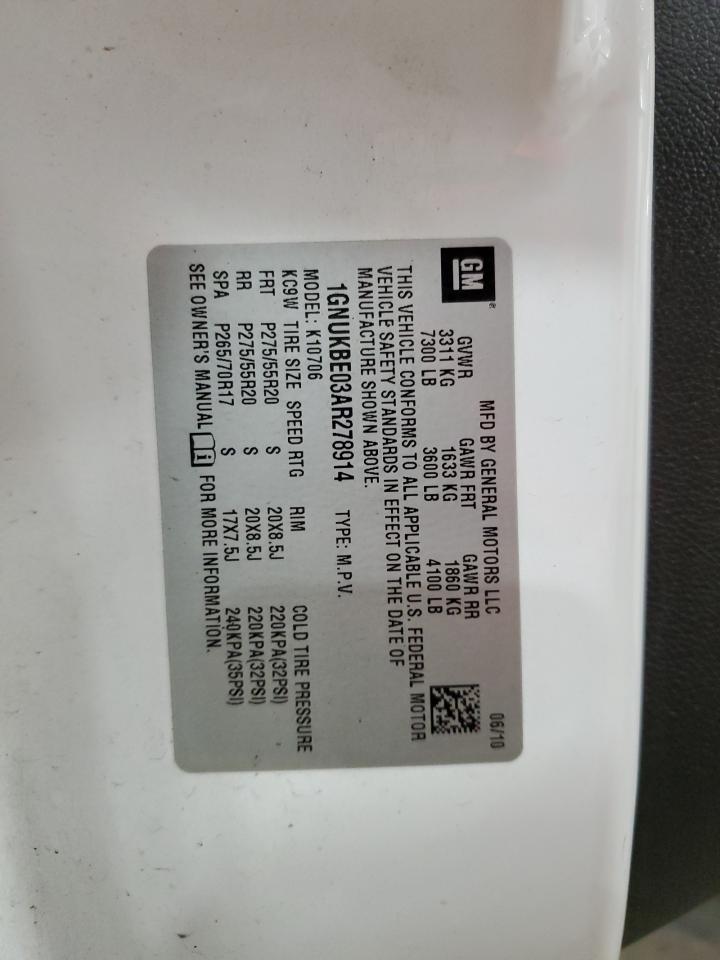 GM®
MFD BY GENERAL MOTORS LLC 06/10
GVWR GAWR FRT GAWR RR
3311 KG 1633 KG 1860 KG
7300 LB 3600 LB 4100 LB
THIS VEHICLE CONFORMS TO ALL APPLICABLE U.S. FEDERAL MOTOR
VEHICLE SAFETY STANDARDS IN EFFECT ON THE DATE OF
MANUFACTURE SHOWN ABOVE.
1GNUKBE03AR278914 TYPE: M.P.V.
MODEL: K10706
KC9W TIRE SIZE SPEED RTG RIM COLD TIRE PRESSURE
FRT P275/55R20 S 20X8.5J 220KPA(32PSI)
RR P275/55R20 S 20X8.5J 220KPA(32PSI)
SPA P265/70R17 S 17X7.5J 240KPA(35PSI)
SEE OWNER'S MANUAL i FOR MORE INFORMATION.